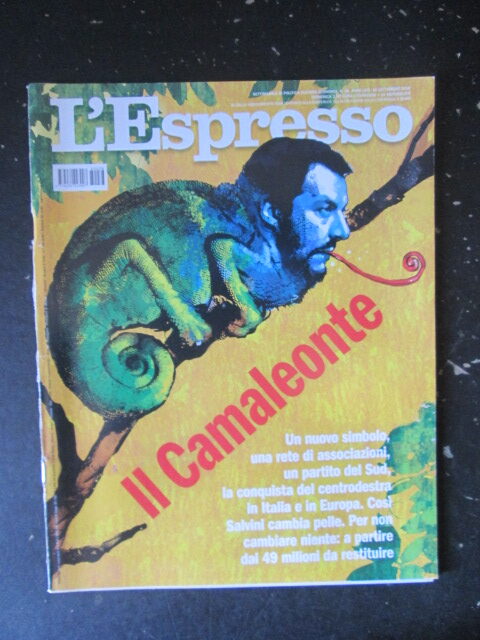 L'Espresso
Il Camaleonte
Un nuovo simbolo,
una rete di associazioni,
un partito del Sud,
la conquista del centrodestra
in Italia e in Europa. Così
Salvini cambia pelle. Per non
cambiare niente: a partire
dai 49 milioni da restituire